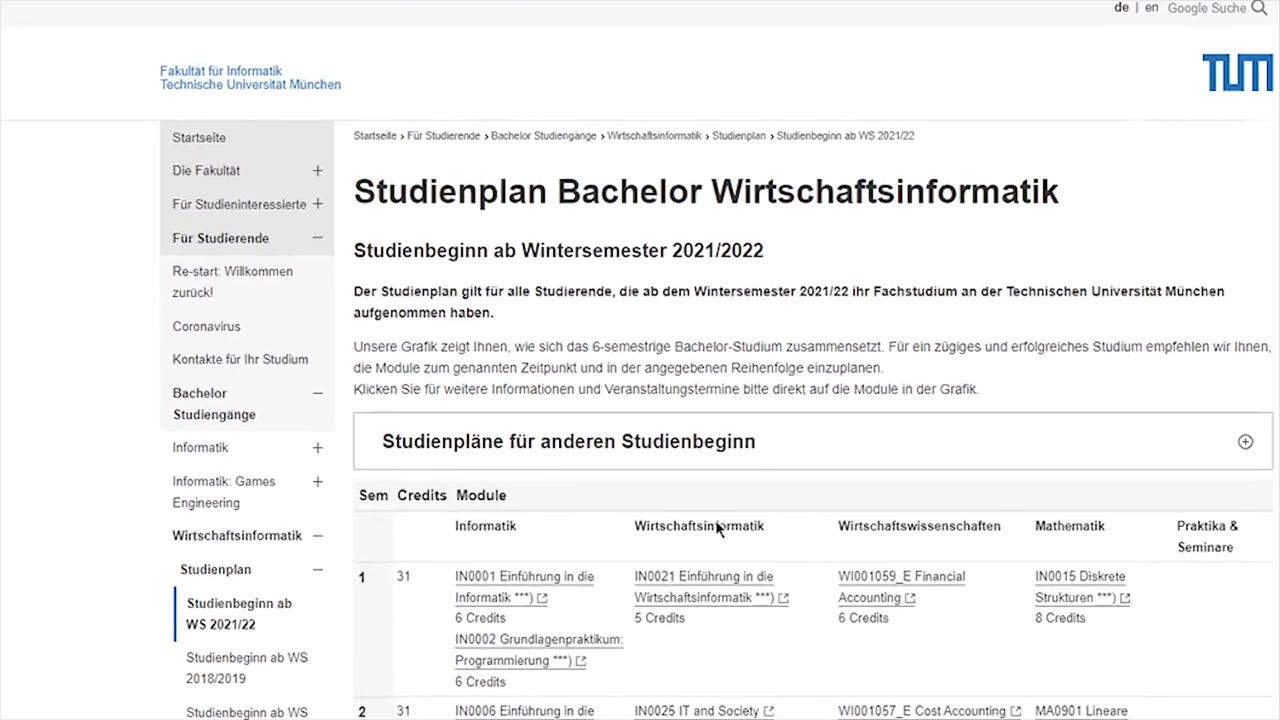 de | en Google Suche
Fakultät für Informatik
Technische Universität München
TUM
Startseite
Die Fakultät +
Für Studieninteressierte +
Für Studierende −
Re-start: Willkommen
zurück!
Coronavirus
Kontakte für Ihr Studium
Bachelor −
Studiengänge
Informatik +
Informatik: Games +
Engineering
Wirtschaftsinformatik −
Studienplan −
Studienbeginn ab
WS 2021/22
Studienbeginn ab WS
2018/2019
Studienbeginn ab WS
Startseite › Für Studierende › Bachelor Studiengänge › Wirtschaftsinformatik › Studienplan › Studienbeginn ab WS 2021/22
Studienplan Bachelor Wirtschaftsinformatik
Studienbeginn ab Wintersemester 2021/2022
Der Studienplan gilt für alle Studierende, die ab dem Wintersemester 2021/22 ihr Fachstudium an der Technischen Universität München
aufgenommen haben.
Unsere Grafik zeigt Ihnen, wie sich das 6-semestrige Bachelor-Studium zusammensetzt. Für ein zügiges und erfolgreiches Studium empfehlen wir Ihnen,
die Module zum genannten Zeitpunkt und in der angegebenen Reihenfolge einzuplanen.
Klicken Sie für weitere Informationen und Veranstaltungstermine bitte direkt auf die Module in der Grafik.
Studienpläne für anderen Studienbeginn
Sem Credits Module
Informatik Wirtschaftsinformatik Wirtschaftswissenschaften Mathematik Praktika &
Seminare
1 31 IN0001 Einführung in die IN0021 Einführung in die WI001059_E Financial IN0015 Diskrete
Informatik ***) Wirtschaftsinformatik ***) Accounting Strukturen ***)
6 Credits 5 Credits 6 Credits 8 Credits
IN0002 Grundlagenpraktikum:
Programmierung ***)
6 Credits
2 31 IN0006 Einführung in die IN0025 IT and Society WI001057_E Cost Accounting MA0901 Lineare